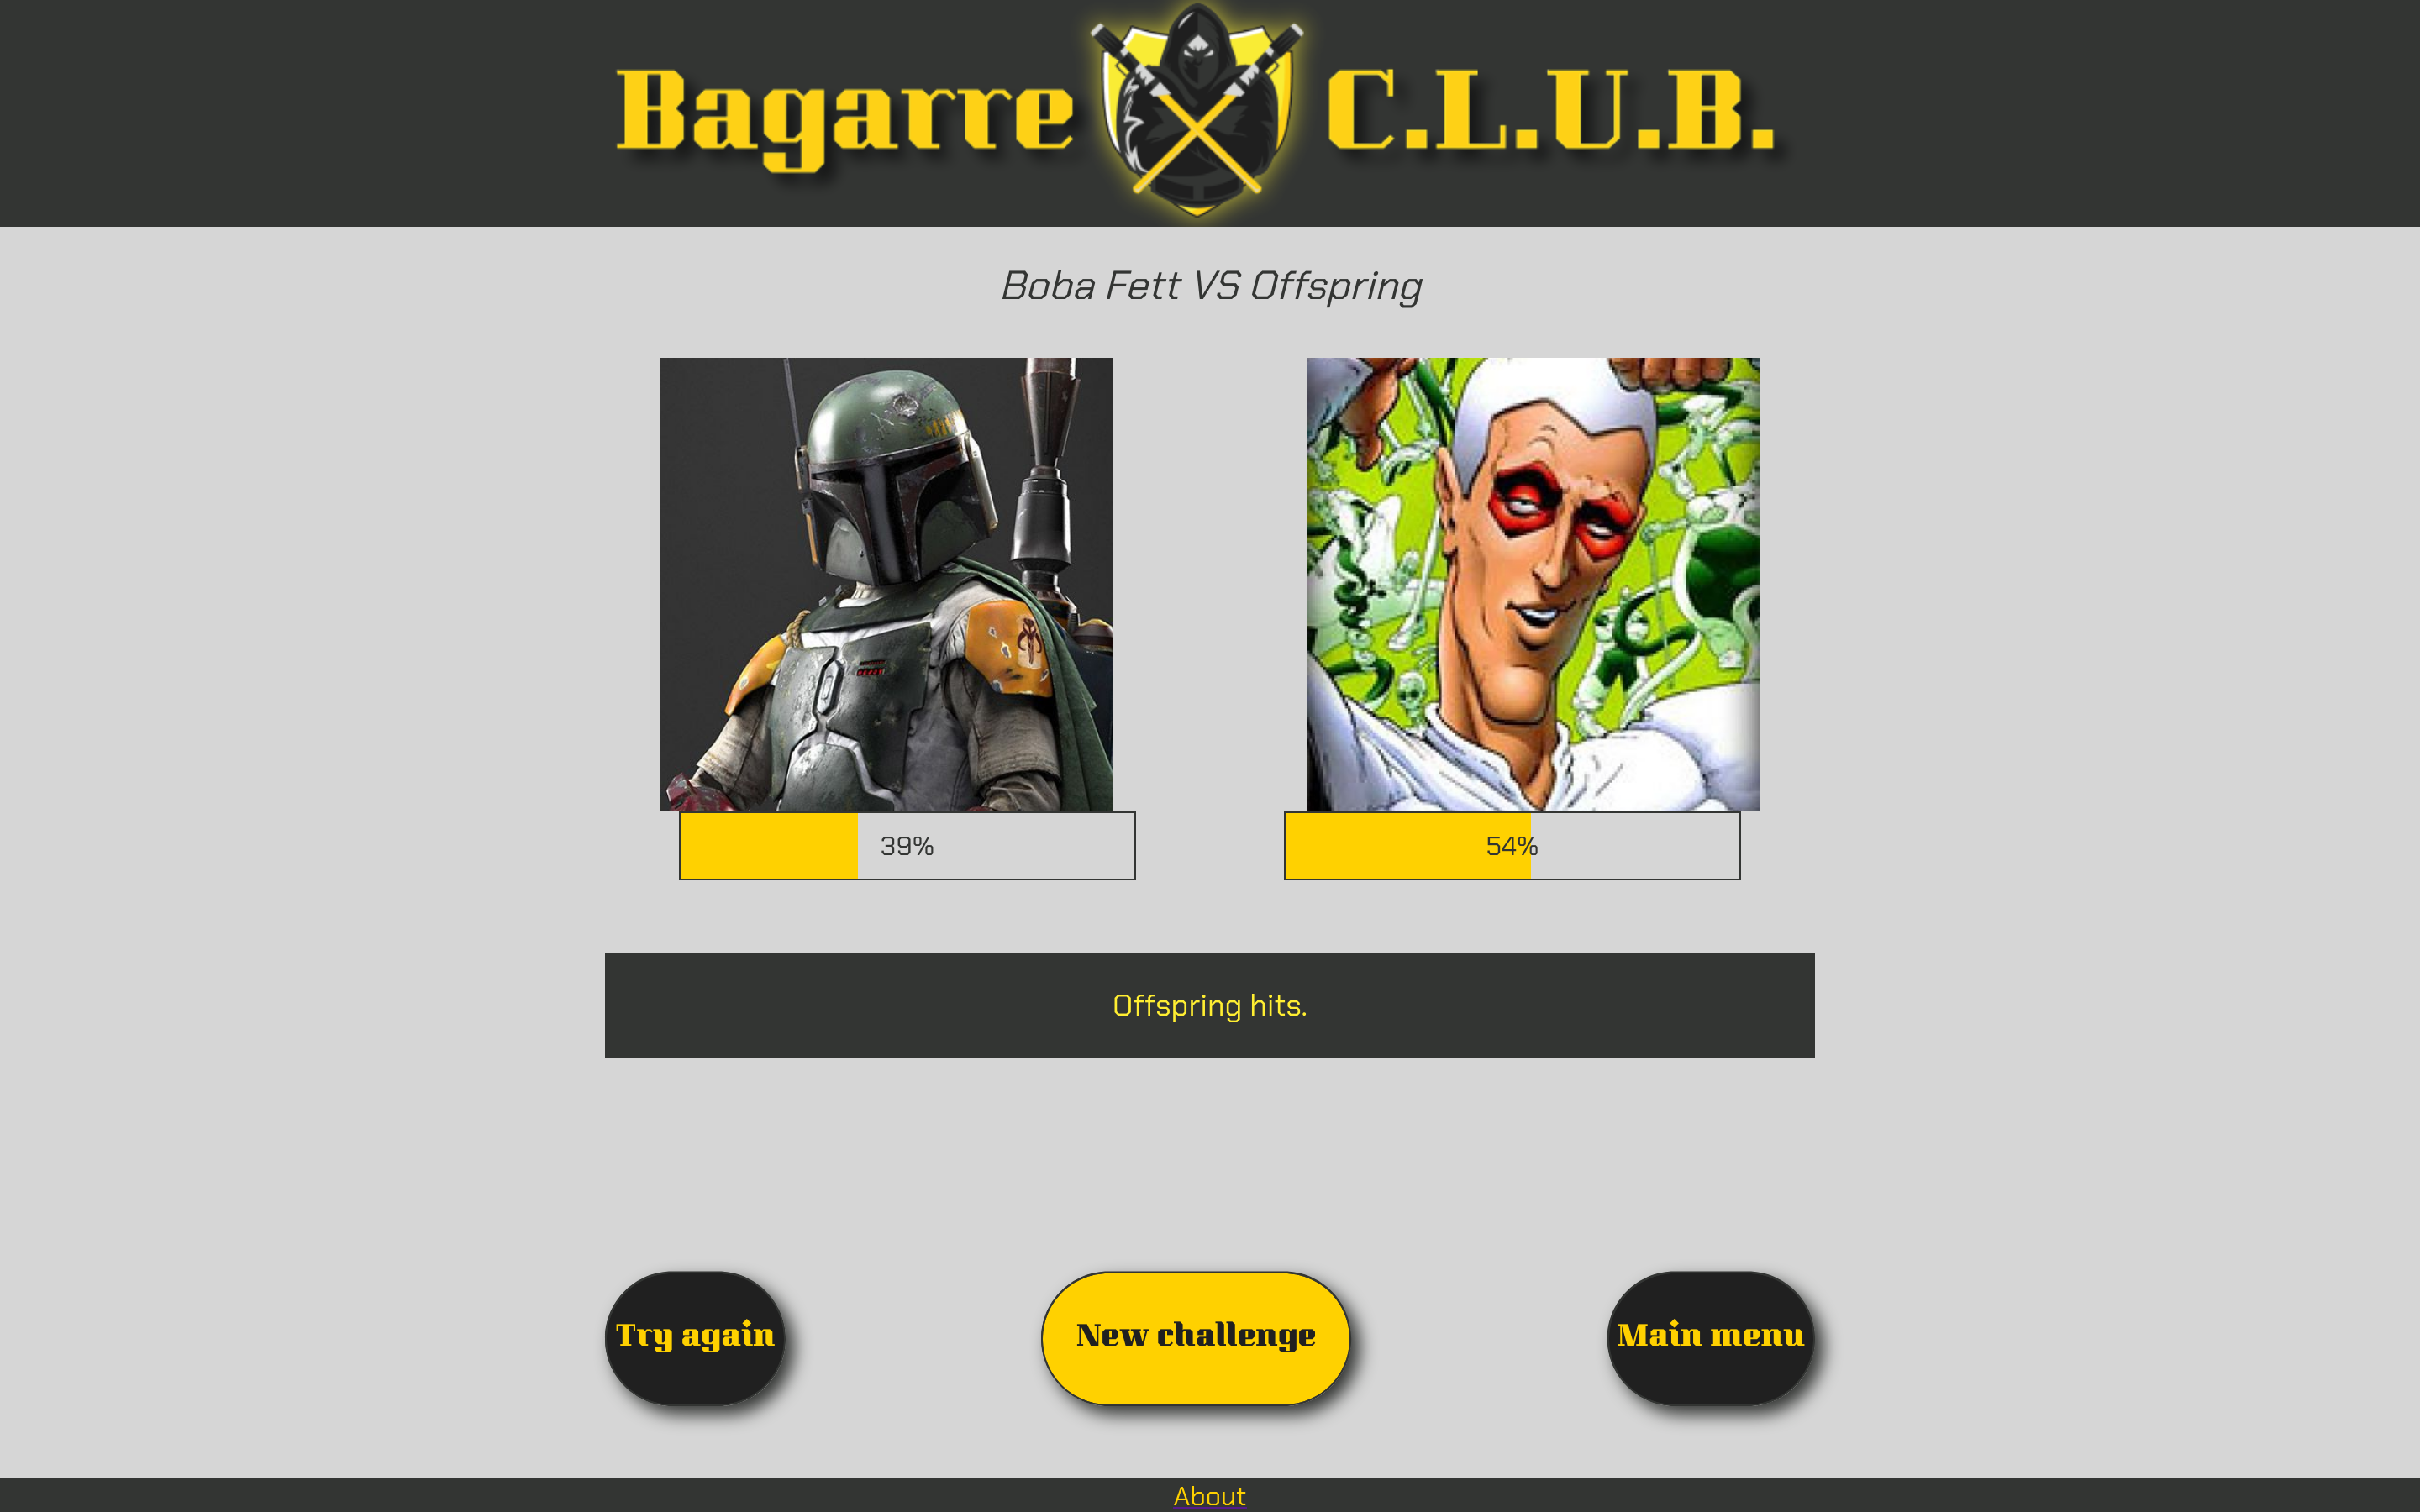 Bagarre C.L.U.B.
Boba Fett VS Offspring
39%
54%
Offspring hits.
Try again
New challenge
Main menu
About